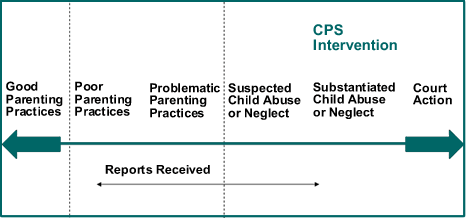 CPS
Intervention
Good
Parenting
Practices
Poor
Parenting
Practices
Problematic
Parenting
Practices
Suspected
Child Abuse
or Neglect
Substantiated
Child Abuse
or Neglect
Court
Action
Reports Received